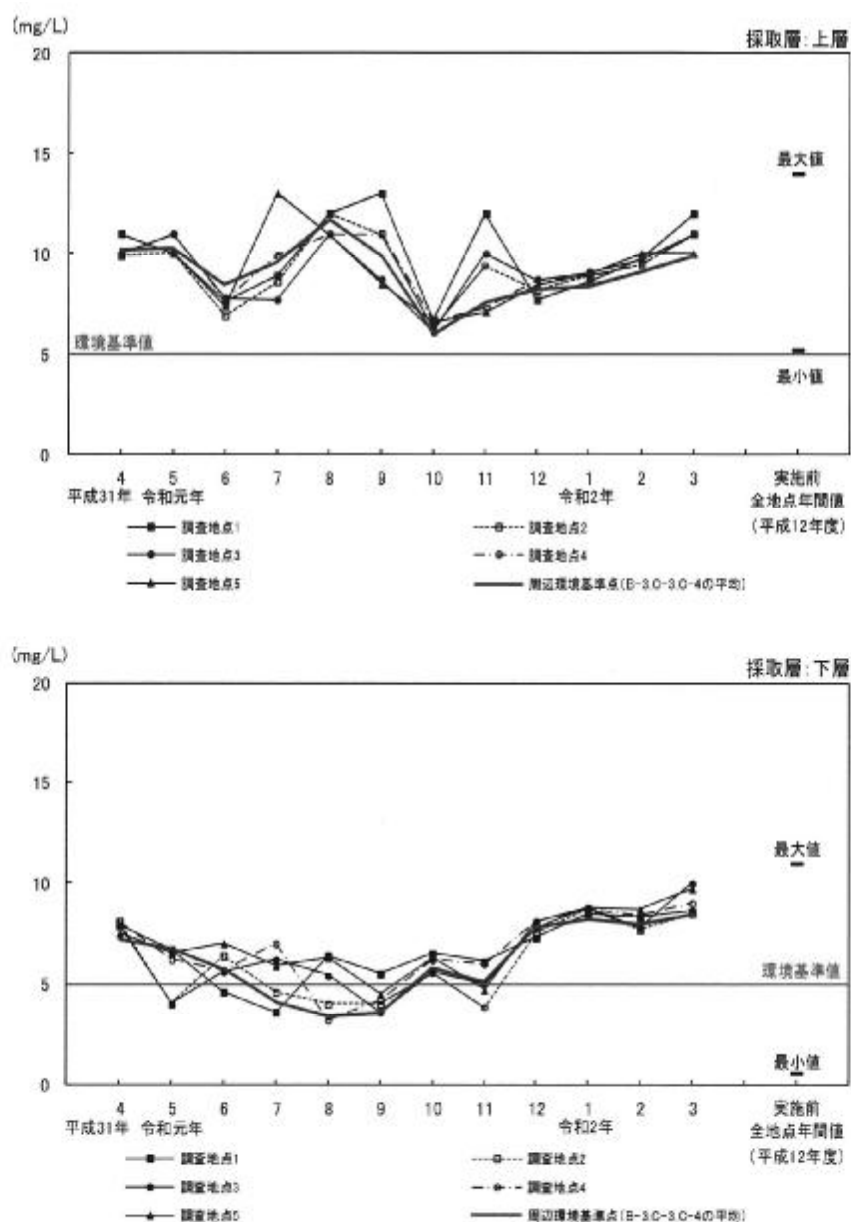 (mg/L)
採取層:上層
20
15
10
5
0
最大値
環境基準値
最小値
4 5 6 7 8 9 10 11 12 1 2 3 実施前
平成31年 令和元年 令和2年 全地点年間値
(平成12年度)
調査地点1 調査地点2
調査地点3 調査地点4
調査地点5 周辺環境基準点(B-3,C-3,C-4の平均)
(mg/L)
採取層:下層
20
15
10
5
0
最大値
環境基準値
最小値
4 5 6 7 8 9 10 11 12 1 2 3 実施前
平成31年 令和元年 令和2年 全地点年間値
(平成12年度)
調査地点1 調査地点2
調査地点3 調査地点4
調査地点5 周辺環境基準点(B-3,C-3,C-4の平均)